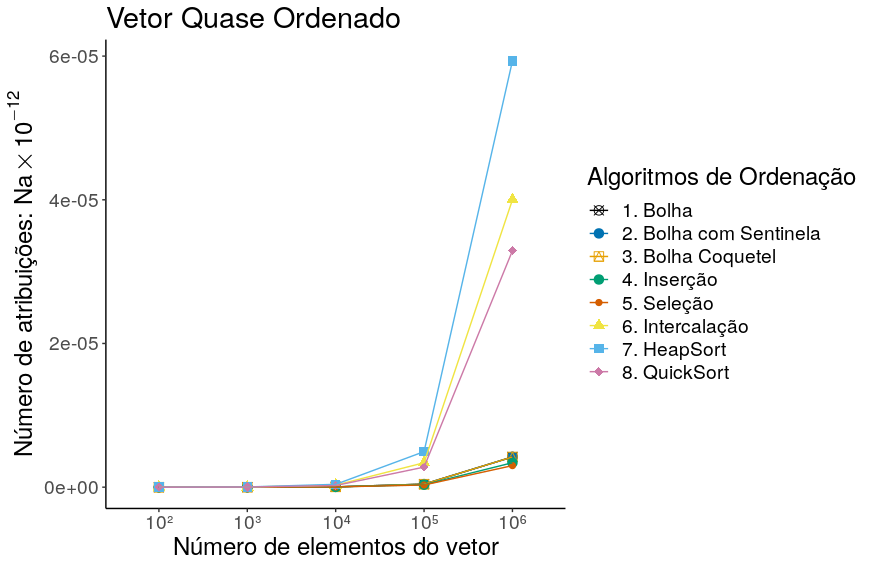 Vetor Quase Ordenado
Número de atribuições: Na × 10⁻¹²
6e-05
4e-05
2e-05
0e+00
10² 10³ 10⁴ 10⁵ 10⁶
Número de elementos do vetor
Algoritmos de Ordenação
1. Bolha
2. Bolha com Sentinela
3. Bolha Coquetel
4. Inserção
5. Seleção
6. Intercalação
7. HeapSort
8. QuickSort